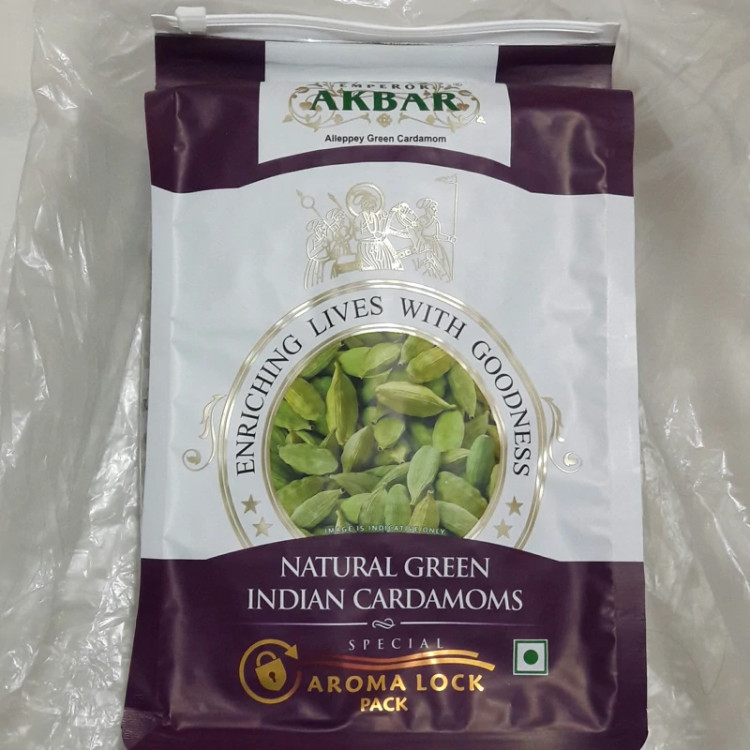 EMPEROR
AKBAR
Alleppey Green Cardamom
ENRICHING LIVES WITH GOODNESS
IMAGE IS INDICATORY ONLY
NATURAL GREEN
INDIAN CARDAMOMS
SPECIAL
AROMA LOCK
PACK